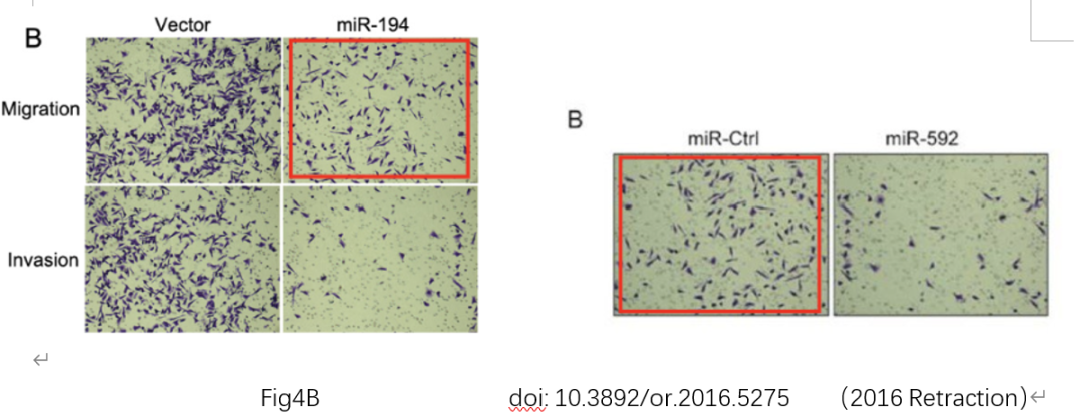 Vector miR-194
B
Migration
Invasion
B
miR-Ctrl miR-592
Fig4B doi: 10.3892/or.2016.5275 (2016 Retraction)